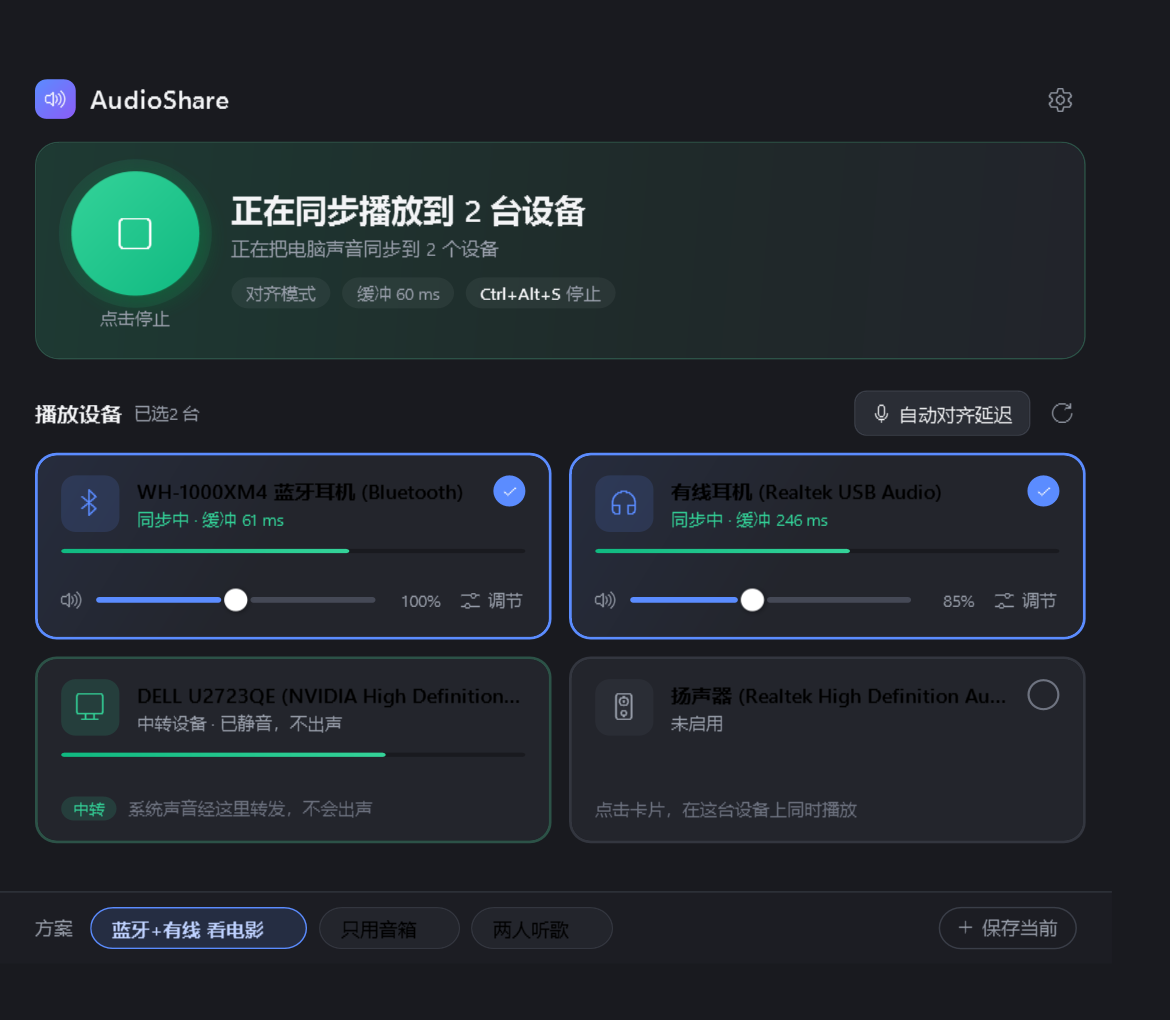 AudioShare
正在同步播放到 2 台设备
正在把电脑声音同步到 2 个设备
对齐模式 缓冲 60 ms Ctrl+Alt+S 停止
点击停止
播放设备 已选2 台 自动对齐延迟
WH-1000XM4 蓝牙耳机 (Bluetooth)
同步中 · 缓冲 61 ms
100% 调节
有线耳机 (Realtek USB Audio)
同步中 · 缓冲 246 ms
85% 调节
DELL U2723QE (NVIDIA High Definition...
中转设备 · 已静音，不出声
中转 系统声音经这里转发，不会出声
扬声器 (Realtek High Definition Au...
未启用
点击卡片，在这台设备上同时播放
方案 蓝牙+有线 看电影 只用音箱 两人听歌 + 保存当前